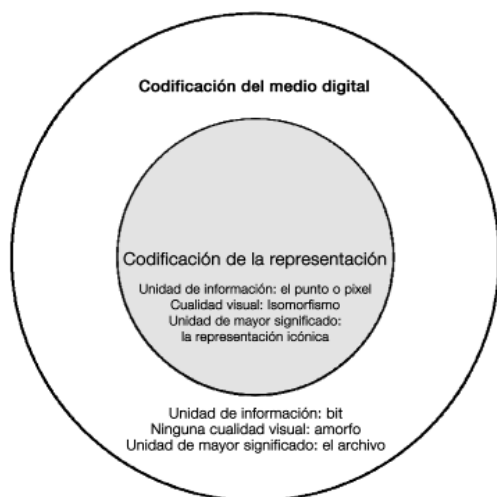 Codificación del medio digital
Codificación de la representación
Unidad de información: el punto o pixel
Cualidad visual: Isomorfismo
Unidad de mayor significado:
la representación icónica
Unidad de información: bit
Ninguna cualidad visual: amorfo
Unidad de mayor significado: el archivo